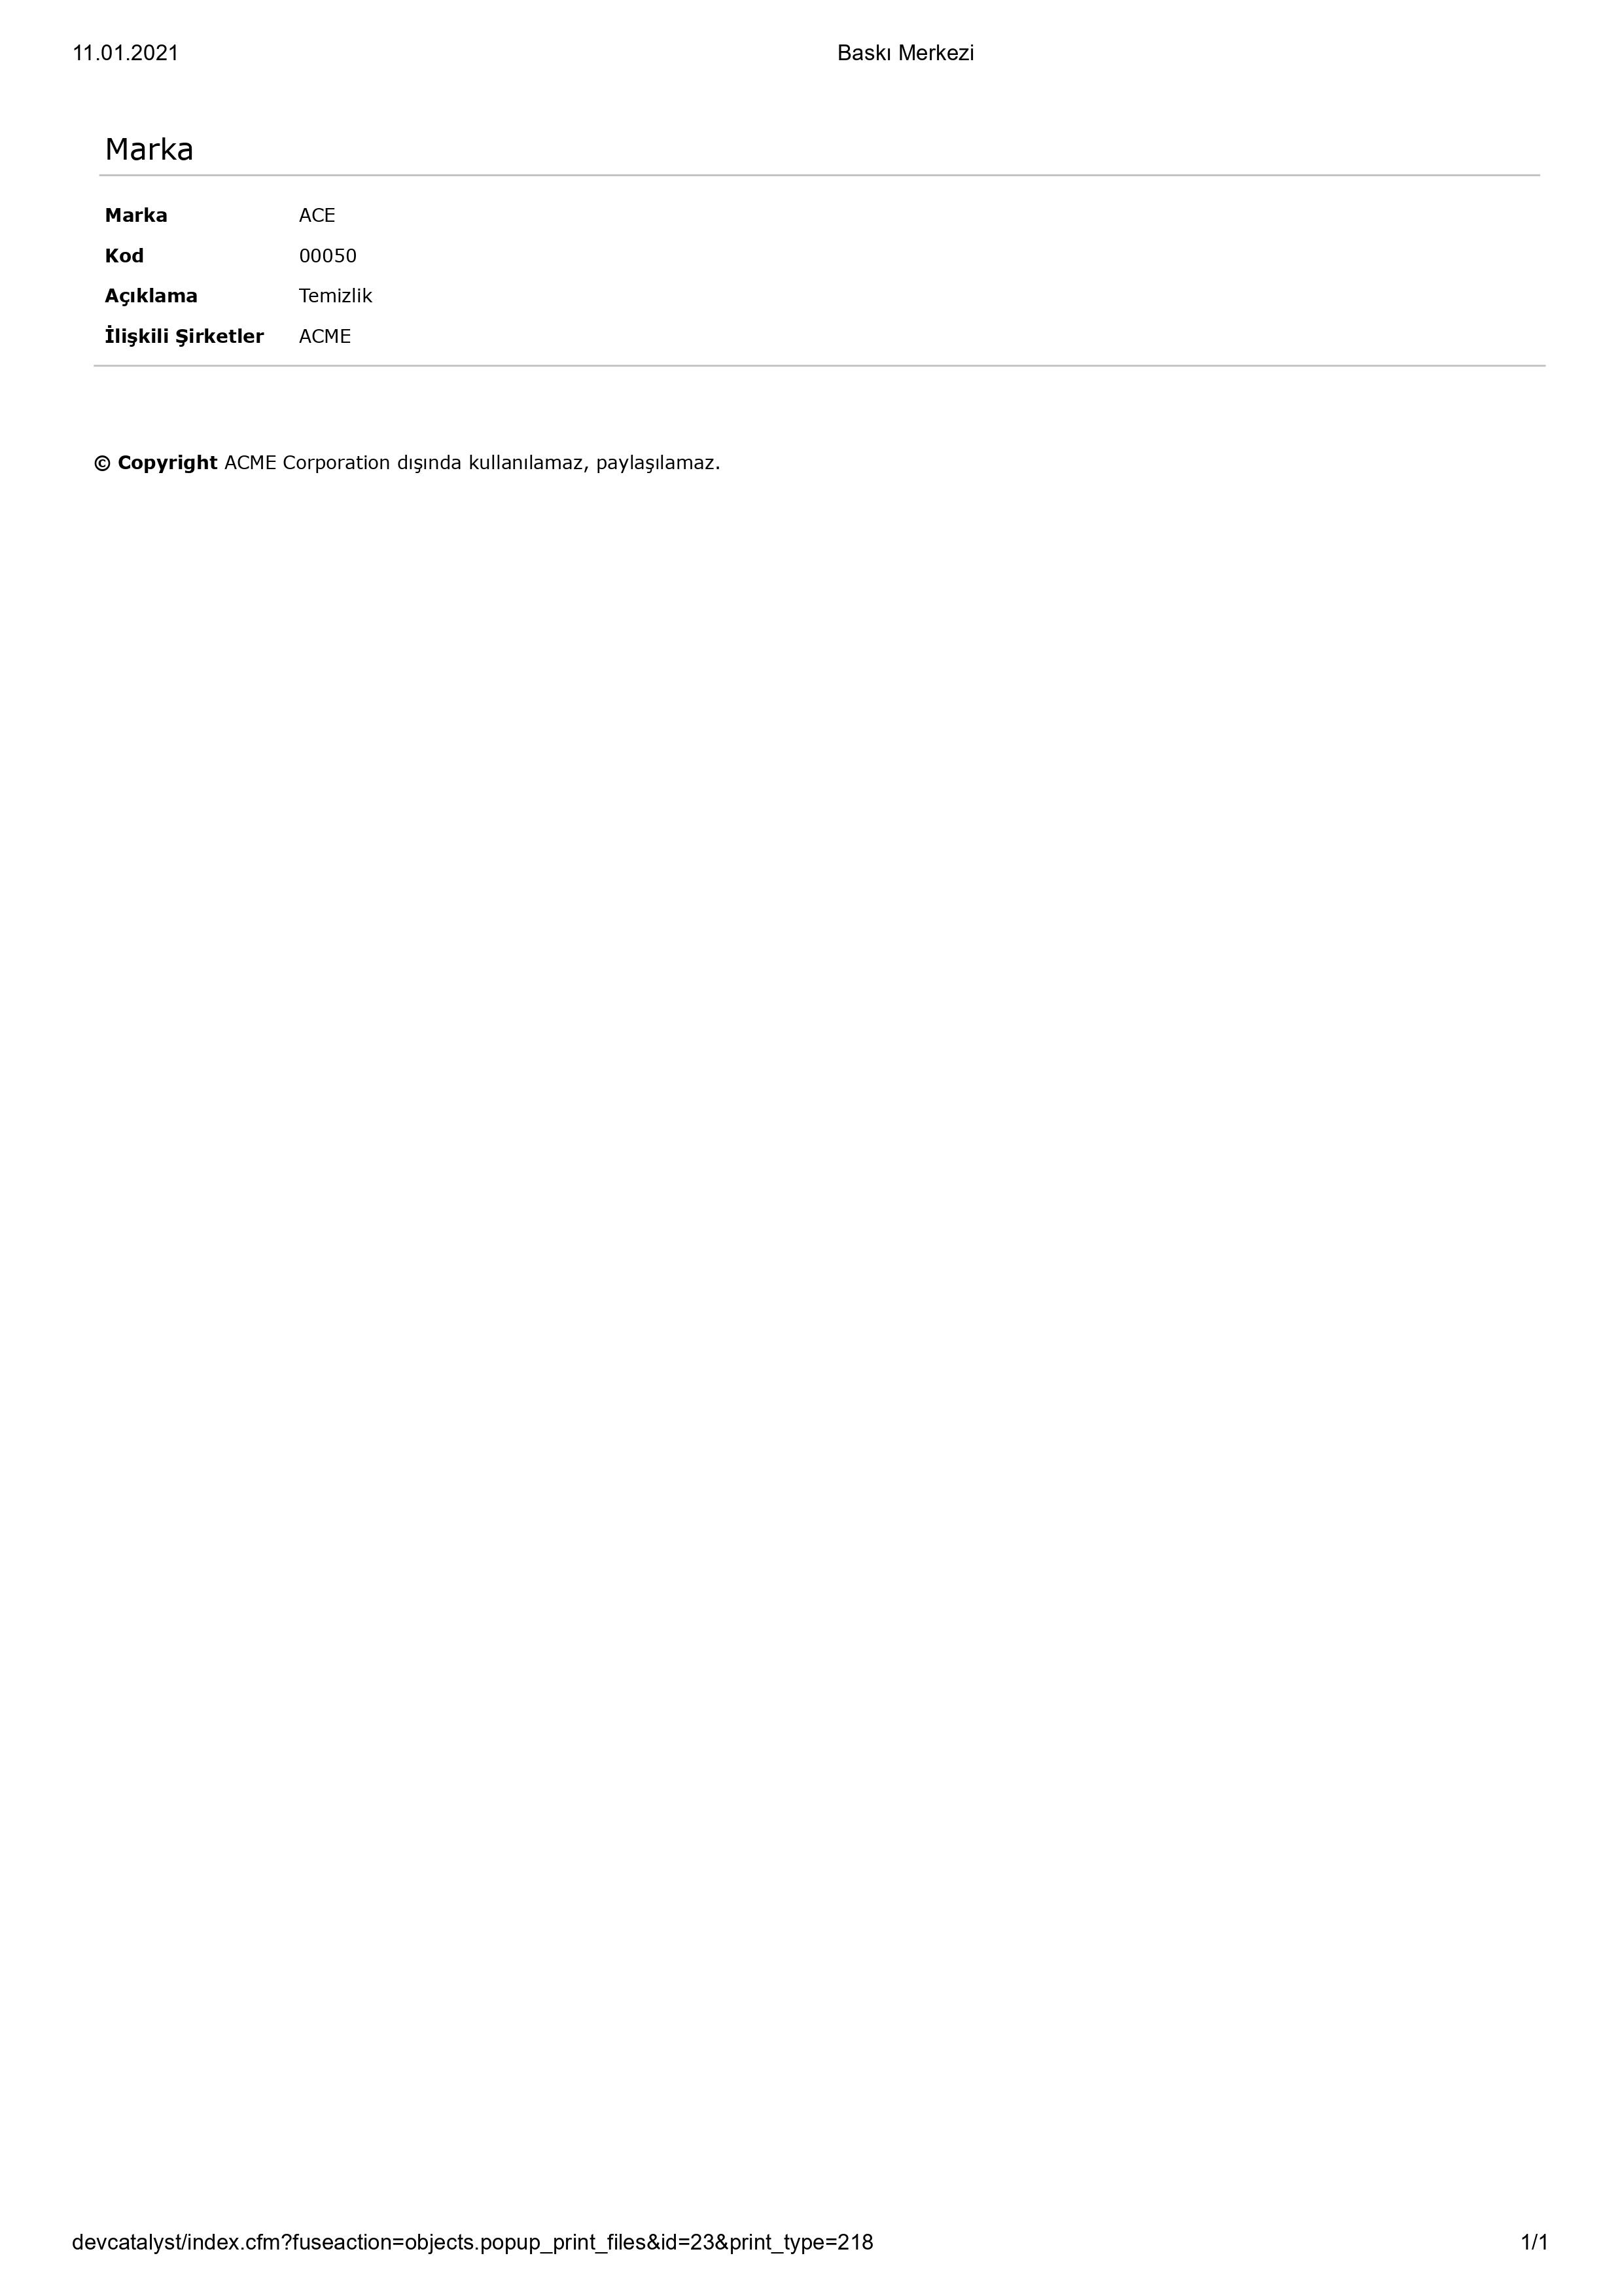 11.01.2021 Baskı Merkezi
Marka
Marka ACE
Kod 00050
Açıklama Temizlik
İlişkili Şirketler ACME
© Copyright ACME Corporation dışında kullanılamaz, paylaşılamaz.
devcatalyst/index.cfm?fuseaction=objects.popup_print_files&id=23&print_type=218 1/1